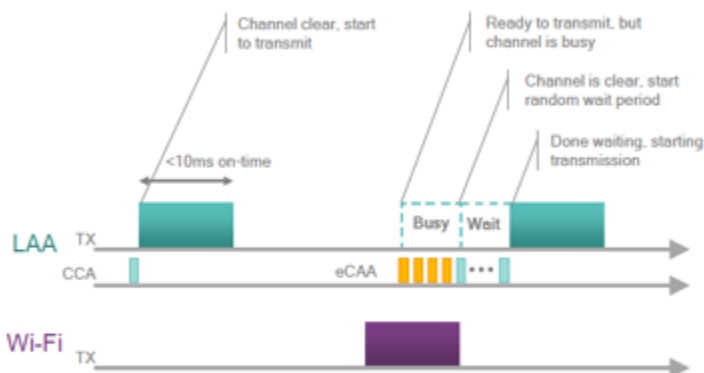 Channel clear, start
to transmit
Ready to transmit, but
channel is busy
Channel is clear, start
random wait period
Done waiting, starting
transmission
<10ms on-time
Busy
Wait
LAA
TX
CCA
eCAA
Wi-Fi
TX